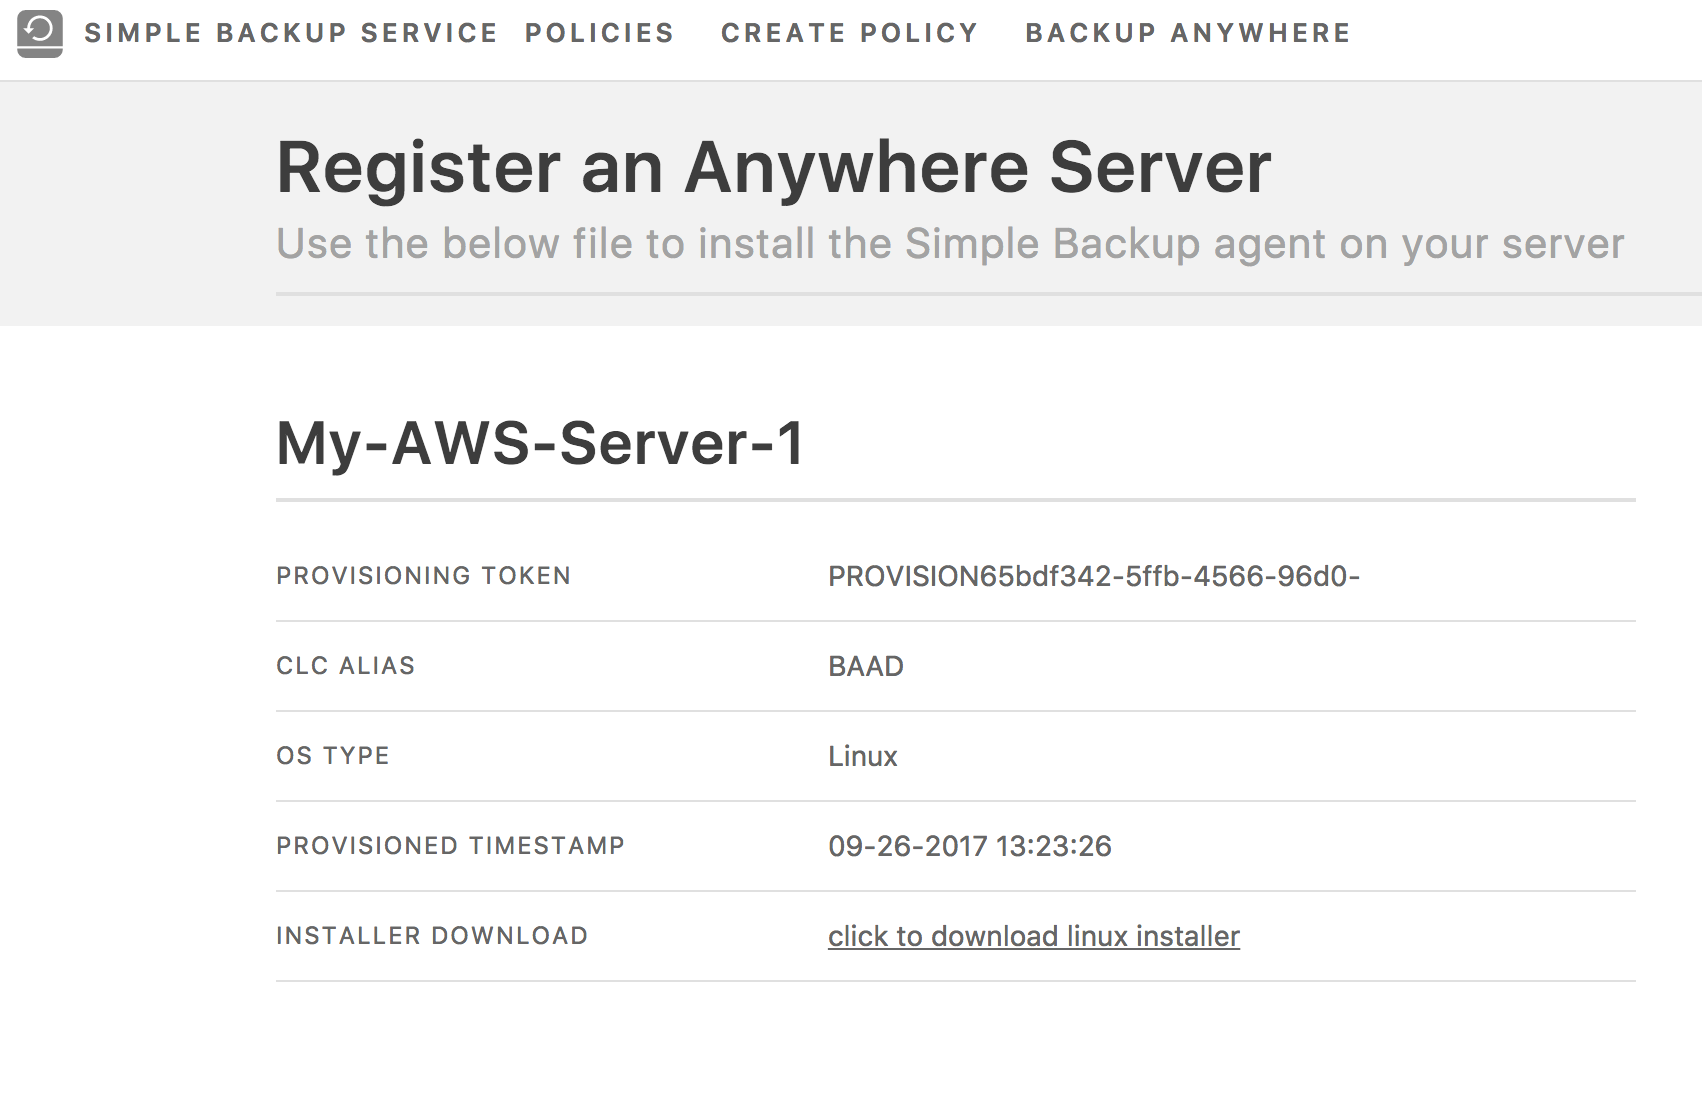 SIMPLE BACKUP SERVICE POLICIES CREATE POLICY BACKUP ANYWHERE
Register an Anywhere Server
Use the below file to install the Simple Backup agent on your server
My-AWS-Server-1
PROVISIONING TOKEN PROVISION65bdf342-5ffb-4566-96d0-
CLC ALIAS BAAD
OS TYPE Linux
PROVISIONED TIMESTAMP 09-26-2017 13:23:26
INSTALLER DOWNLOAD click to download linux installer